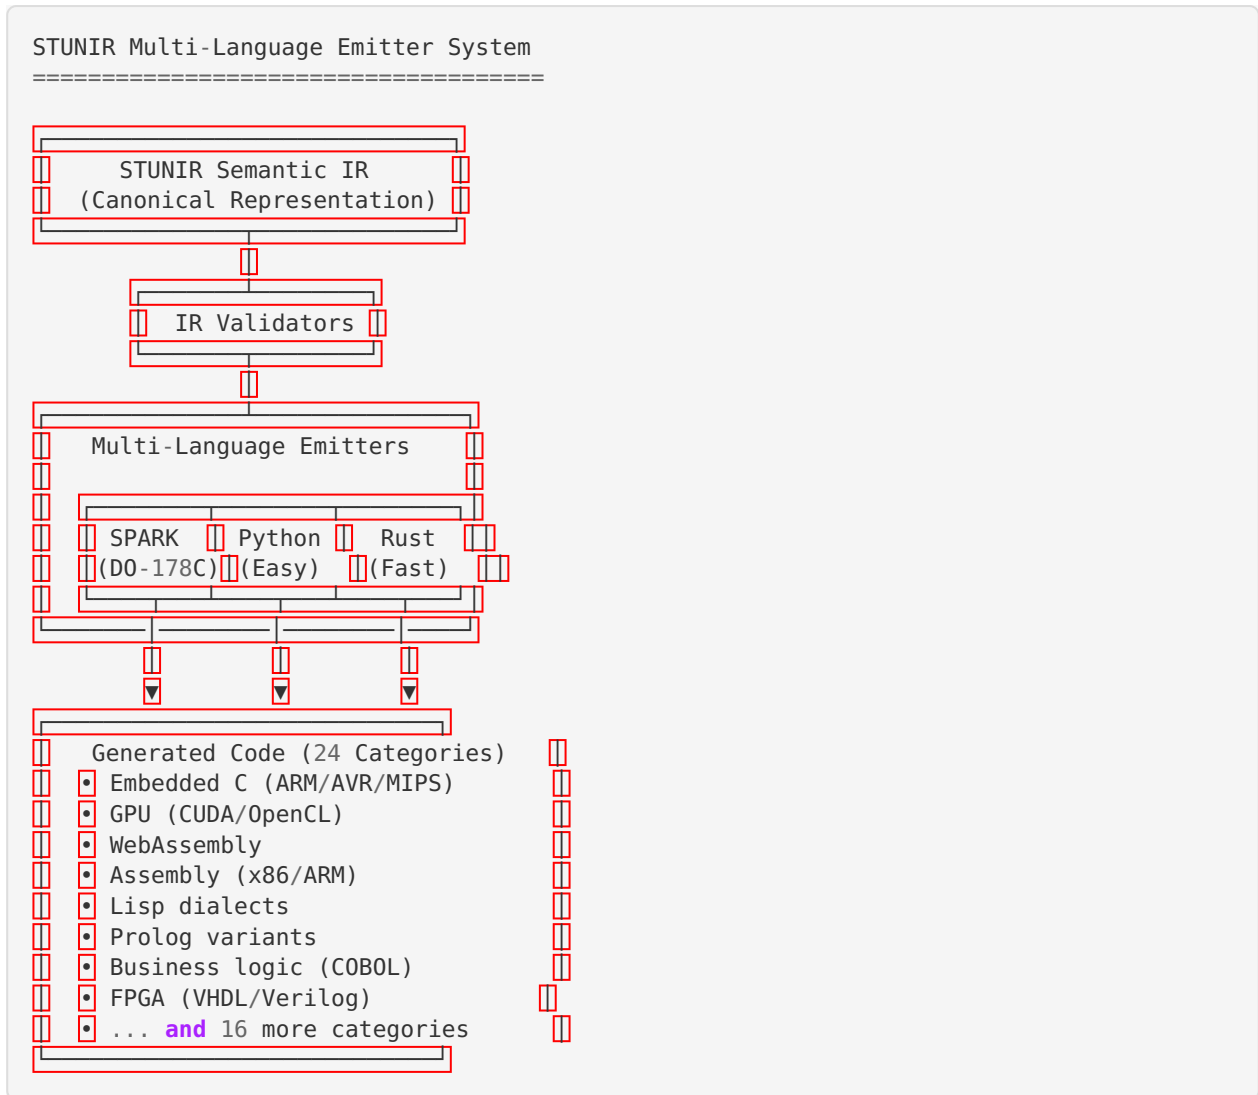 STUNIR Multi-Language Emitter System
=====================================
STUNIR Semantic IR
(Canonical Representation)
IR Validators
Multi-Language Emitters
SPARK │ Python │ Rust
(DO-178C)│(Easy) │(Fast)
▼ ▼ ▼
Generated Code (24 Categories)
• Embedded C (ARM/AVR/MIPS)
• GPU (CUDA/OpenCL)
• WebAssembly
• Assembly (x86/ARM)
• Lisp dialects
• Prolog variants
• Business logic (COBOL)
• FPGA (VHDL/Verilog)
• ... and 16 more categories